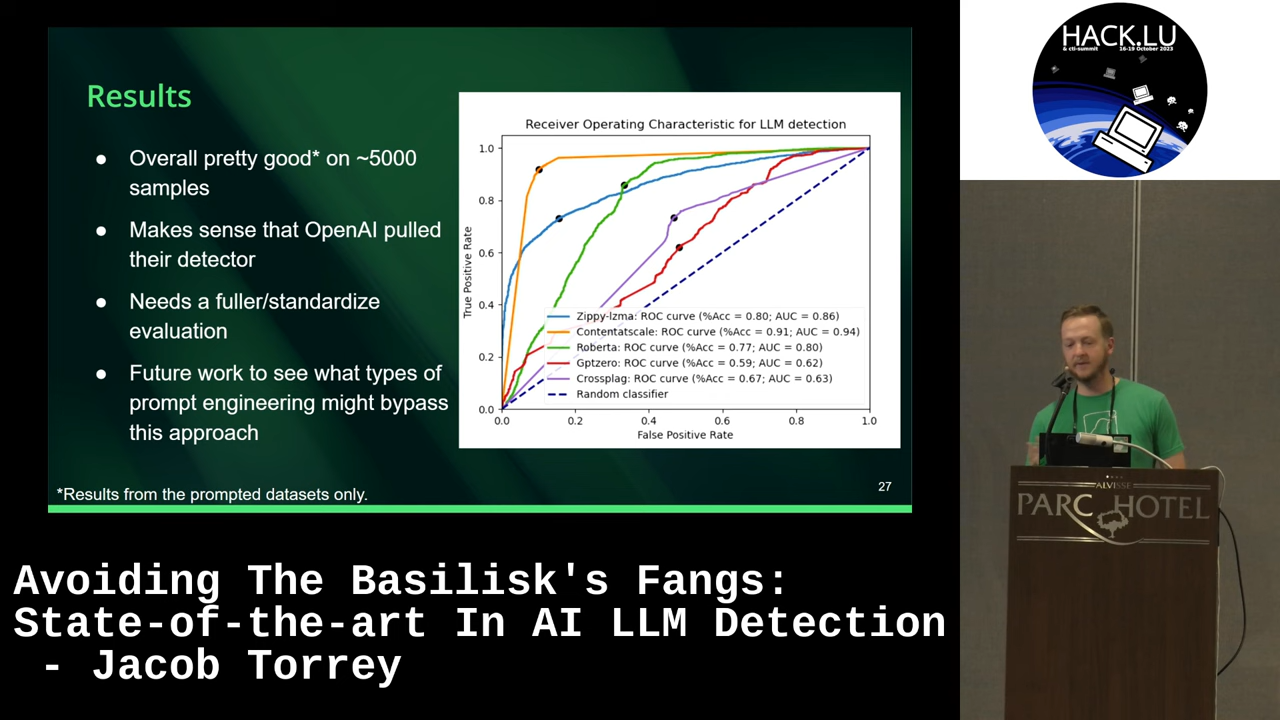 Results
● Overall pretty good* on ~5000
samples
● Makes sense that OpenAI pulled
their detector
● Needs a fuller/standardize
evaluation
● Future work to see what types of
prompt engineering might bypass
this approach
*Results from the prompted datasets only.
27
Receiver Operating Characteristic for LLM detection
True Positive Rate
1.0
0.8
0.6
0.4
0.2
0.0
Zippy-lzma: ROC curve (%Acc = 0.80; AUC = 0.86)
Contentatscale: ROC curve (%Acc = 0.91; AUC = 0.94)
Roberta: ROC curve (%Acc = 0.77; AUC = 0.80)
Gptzero: ROC curve (%Acc = 0.59; AUC = 0.62)
Crossplag: ROC curve (%Acc = 0.67; AUC = 0.63)
Random classifier
0.0 0.2 0.4 0.6 0.8 1.0
False Positive Rate
HACK.LU
& cti-summit 16-19 October 2023
ALVISSE
PARC HOTEL
Avoiding The Basilisk's Fangs:
State-of-the-art In AI LLM Detection
- Jacob Torrey